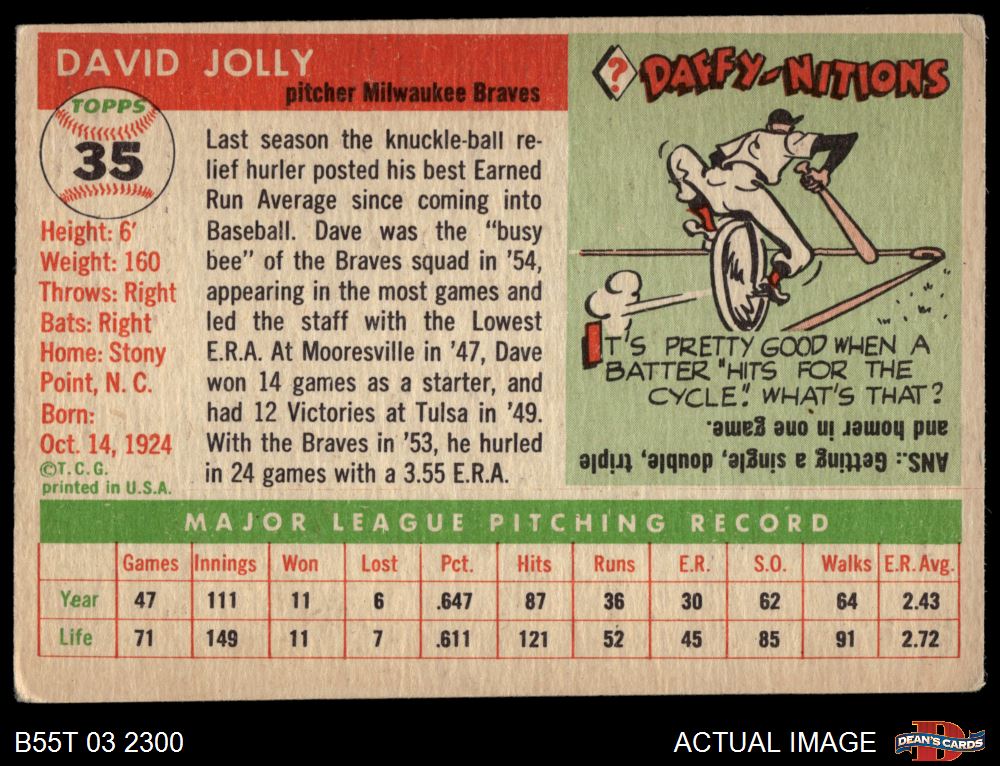 DAVID JOLLY
pitcher Milwaukee Braves
TOPPS
35
Height: 6'
Weight: 160
Throws: Right
Bats: Right
Home: Stony
Point, N. C.
Born:
Oct. 14, 1924
©T. C. G.
printed in U.S.A.
Last season the knuckle-ball re-
lief hurler posted his best Earned
Run Average since coming into
Baseball. Dave was the "busy
bee" of the Braves squad in '54,
appearing in the most games and
led the staff with the Lowest
E.R.A. At Mooresville in '47, Dave
won 14 games as a starter, and
had 12 Victories at Tulsa in '49.
With the Braves in '53, he hurled
in 24 games with a 3.55 E.R.A.
? DAFFY-NITIONS
IT'S PRETTY GOOD WHEN A
BATTER "HITS FOR THE
CYCLE." WHAT'S THAT?
ANS.: Getting a single, double, triple
and homer in one game.
MAJOR LEAGUE PITCHING RECORD
Games Innings Won Lost Pct. Hits Runs E.R. S.O. Walks E.R. Avg.
Year 47 111 11 6 .647 87 36 30 62 64 2.43
Life 71 149 11 7 .611 121 52 45 85 91 2.72
B55T 03 2300
ACTUAL IMAGE
DEAN'S CARDS